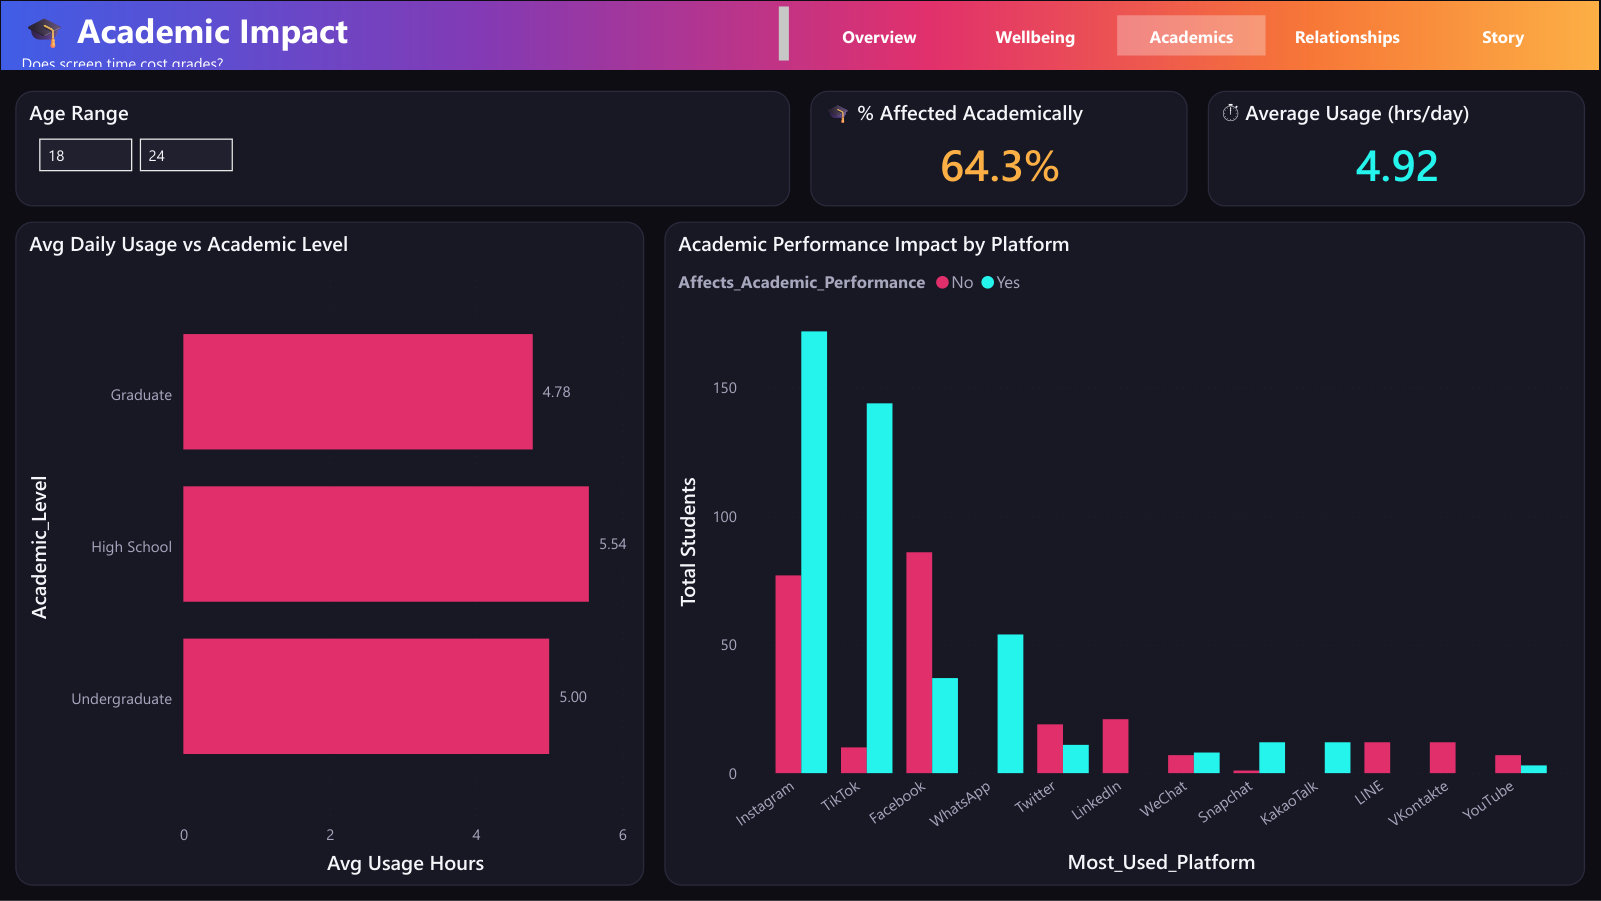 Academic Impact
Does screen time cost grades?
Overview
Wellbeing
Academics
Relationships
Story
Age Range
18
24
% Affected Academically
64.3%
Average Usage (hrs/day)
4.92
Avg Daily Usage vs Academic Level
Academic_Level
Graduate
4.78
High School
5.54
Undergraduate
5.00
0
2
4
6
Avg Usage Hours
Academic Performance Impact by Platform
Affects_Academic_Performance
No
Yes
Total Students
150
100
50
0
Instagram
TikTok
Facebook
WhatsApp
Twitter
LinkedIn
WeChat
Snapchat
KakaoTalk
LINE
VKontakte
YouTube
Most_Used_Platform